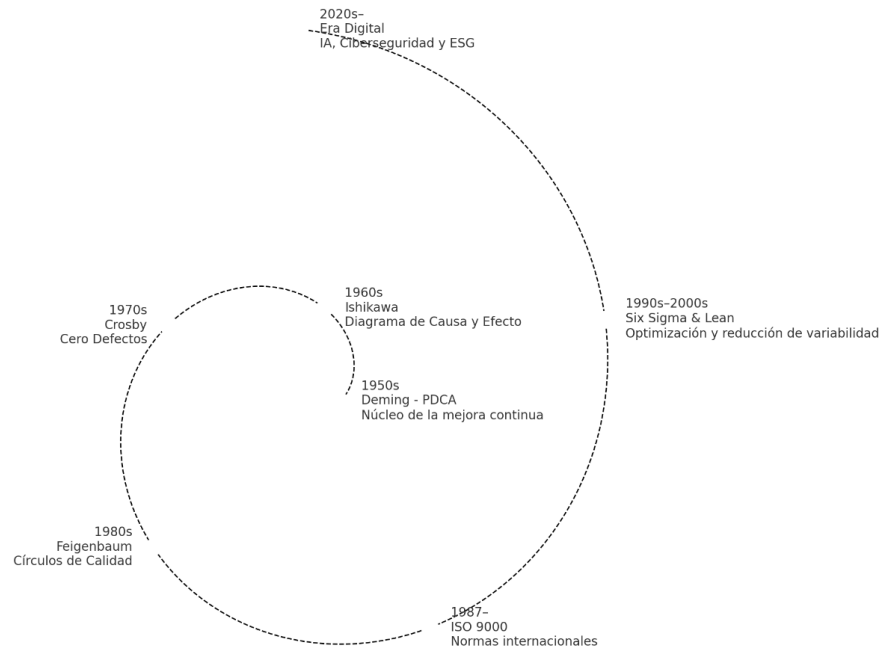 2020s–
Era Digital
IA, Ciberseguridad y ESG
1960s
Ishikawa
Diagrama de Causa y Efecto
1990s–2000s
Six Sigma & Lean
Optimización y reducción de variabilidad
1970s
Crosby
Cero Defectos
1950s
Deming - PDCA
Núcleo de la mejora continua
1980s
Feigenbaum
Círculos de Calidad
1987–
ISO 9000
Normas internacionales